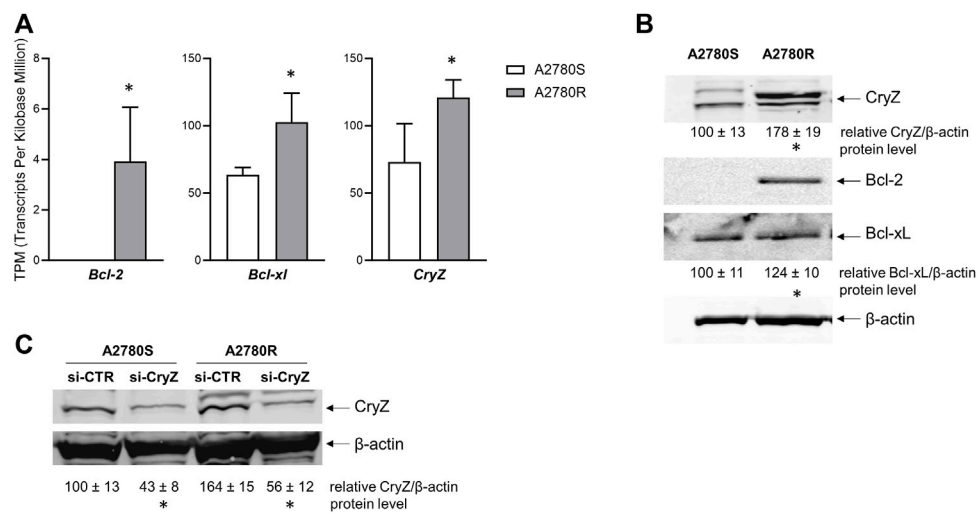 A
B
TPM (Transcripts Per Kilobase Million)
8
6
4
2
0
*
Bcl-2
150
100
50
0
*
Bcl-xl
150
100
50
0
*
CryZ
A2780S
A2780R
A2780S A2780R
CryZ
100 ± 13 178 ± 19 relative CryZ/β-actin
* protein level
Bcl-2
Bcl-xL
100 ± 11 124 ± 10 relative Bcl-xL/β-actin
* protein level
β-actin
C
A2780S A2780R
si-CTR si-CryZ si-CTR si-CryZ
CryZ
β-actin
100 ± 13 43 ± 8 164 ± 15 56 ± 12 relative CryZ/β-actin
* * protein level